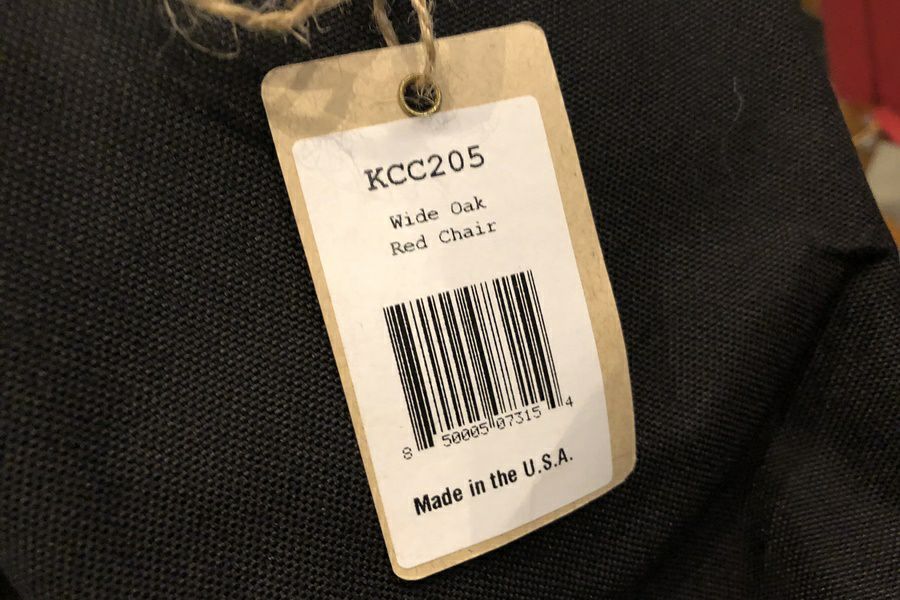 KCC205
Wide Oak
Red Chair
8 50005 07315 4
Made in the U.S.A.